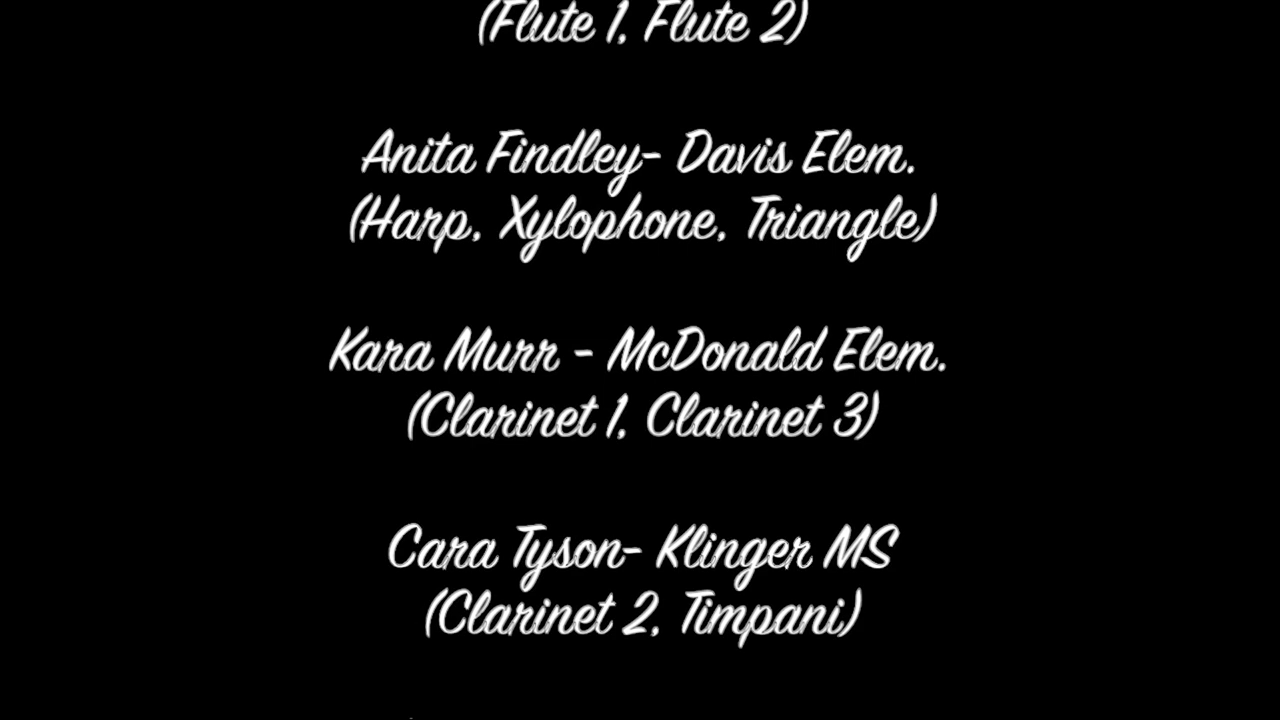 (Flute 1, Flute 2)
Anita Findley- Davis Elem.
(Harp, Xylophone, Triangle)
Kara Murr - McDonald Elem.
(Clarinet 1, Clarinet 3)
Cara Tyson- Klinger MS
(Clarinet 2, Timpani)